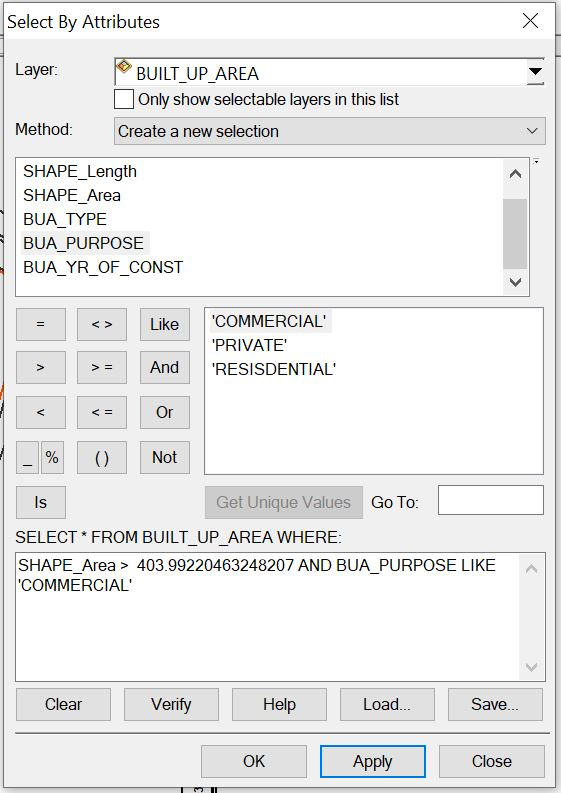 Select By Attributes
Layer:
BUILT_UP_AREA
Only show selectable layers in this list
Method:
Create a new selection
SHAPE_Length
SHAPE_Area
BUA_TYPE
BUA_PURPOSE
BUA_YR_OF_CONST
= < > Like
'COMMERCIAL'
'PRIVATE'
> > = And
'RESISDENTIAL'
< < = Or
_ % ( ) Not
Is
Get Unique Values
Go To:
SELECT * FROM BUILT_UP_AREA WHERE:
SHAPE_Area > 403.99220463248207 AND BUA_PURPOSE LIKE
'COMMERCIAL'
Clear Verify Help Load... Save...
OK Apply Close